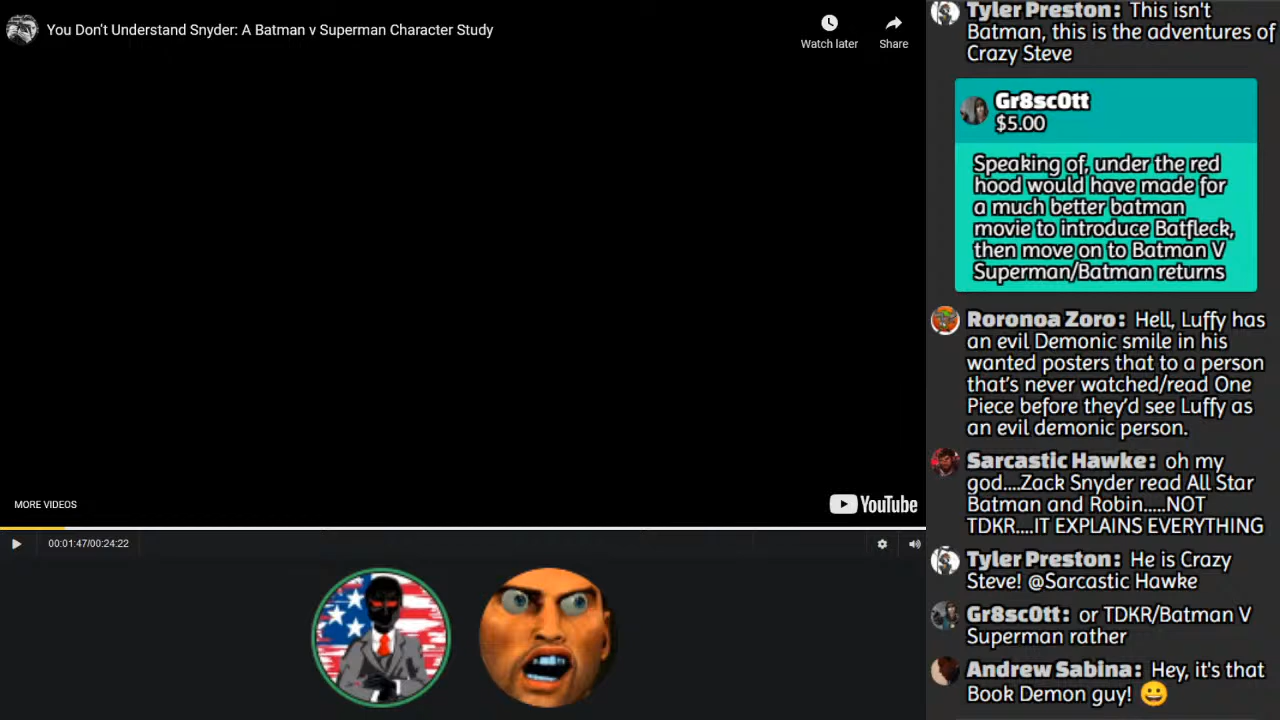 You Don't Understand Snyder: A Batman v Superman Character Study
Watch later
Share
MORE VIDEOS
YouTube
00:01:47/00:24:22
Tyler Preston: This isn't
Batman, this is the adventures of
Crazy Steve
Gr8sc0tt
$5.00
Speaking of, under the red
hood would have made for
a much better batman
movie to introduce Batfleck,
then move on to Batman V
Superman/Batman returns
Roronoa Zoro: Hell, Luffy has
an evil Demonic smile in his
wanted posters that to a person
that's never watched/read One
Piece before they'd see Luffy as
an evil demonic person.
Sarcastic Hawke: oh my
god....Zack Snyder read All Star
Batman and Robin.....NOT
TDKR....IT EXPLAINS EVERYTHING
Tyler Preston: He is Crazy
Steve! @Sarcastic Hawke
Gr8sc0tt: or TDKR/Batman V
Superman rather
Andrew Sabina: Hey, it's that
Book Demon guy! 😀